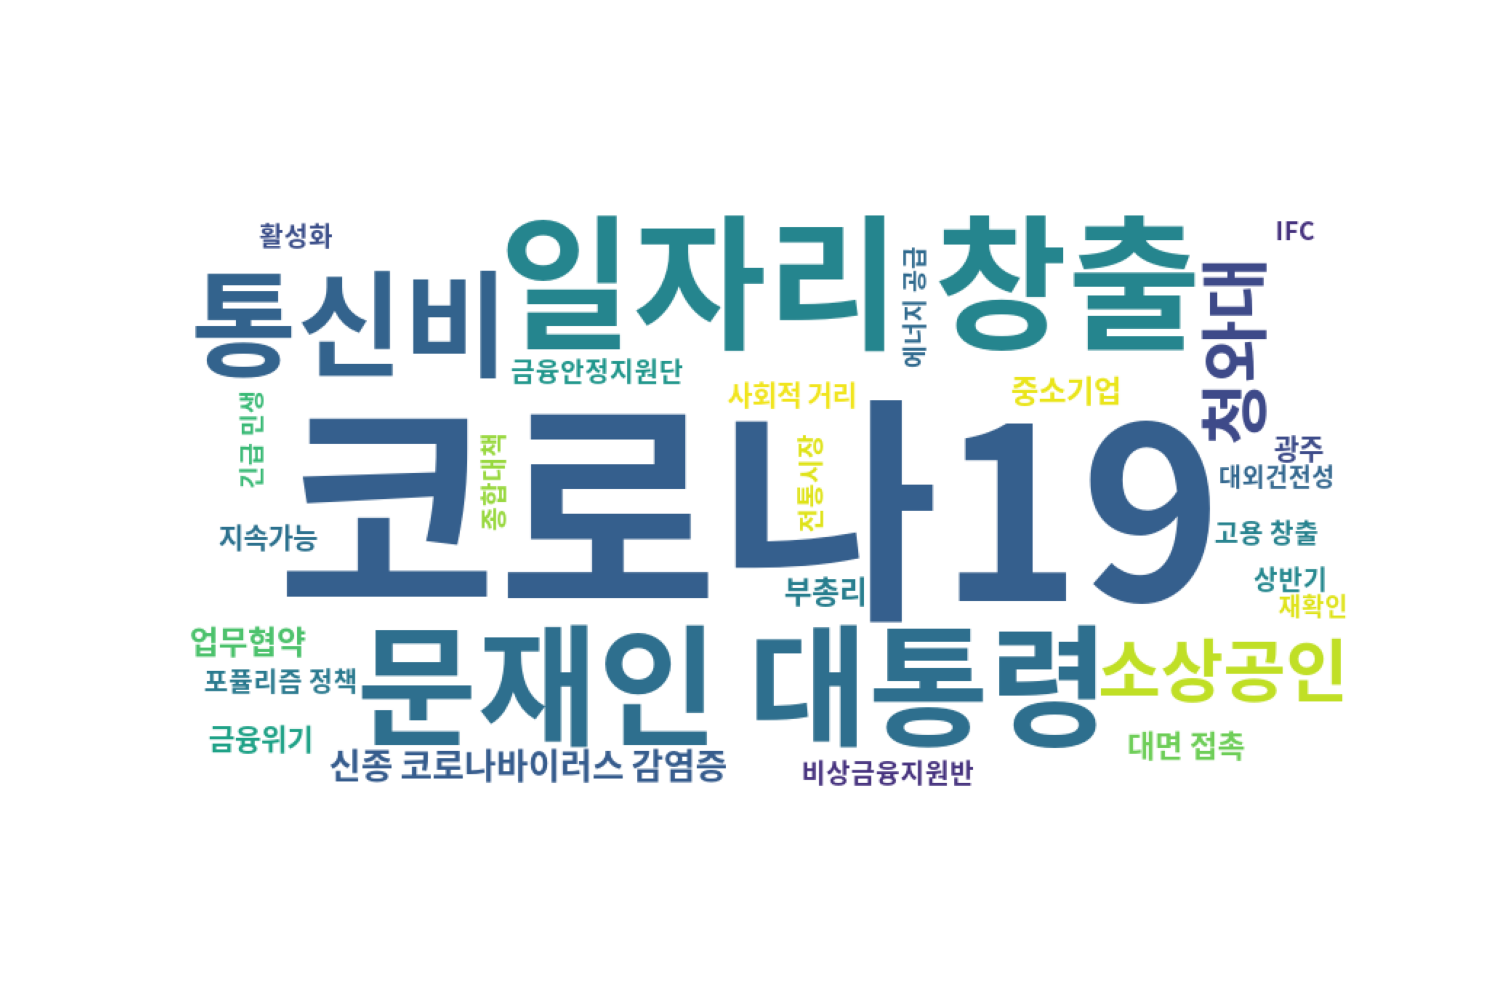 활성화
IFC
일자리 창출
통신비
에너지 공급
청와대
금융안정지원단
사회적 거리
중소기업
긴급 민생
코로나19
종합대책
전통시장
광주
대외건전성
지속가능
고용 창출
상반기
부총리
재확인
업무협약
문재인 대통령
소상공인
포퓰리즘 정책
금융위기
대면 접촉
신종 코로나바이러스 감염증
비상금융지원반